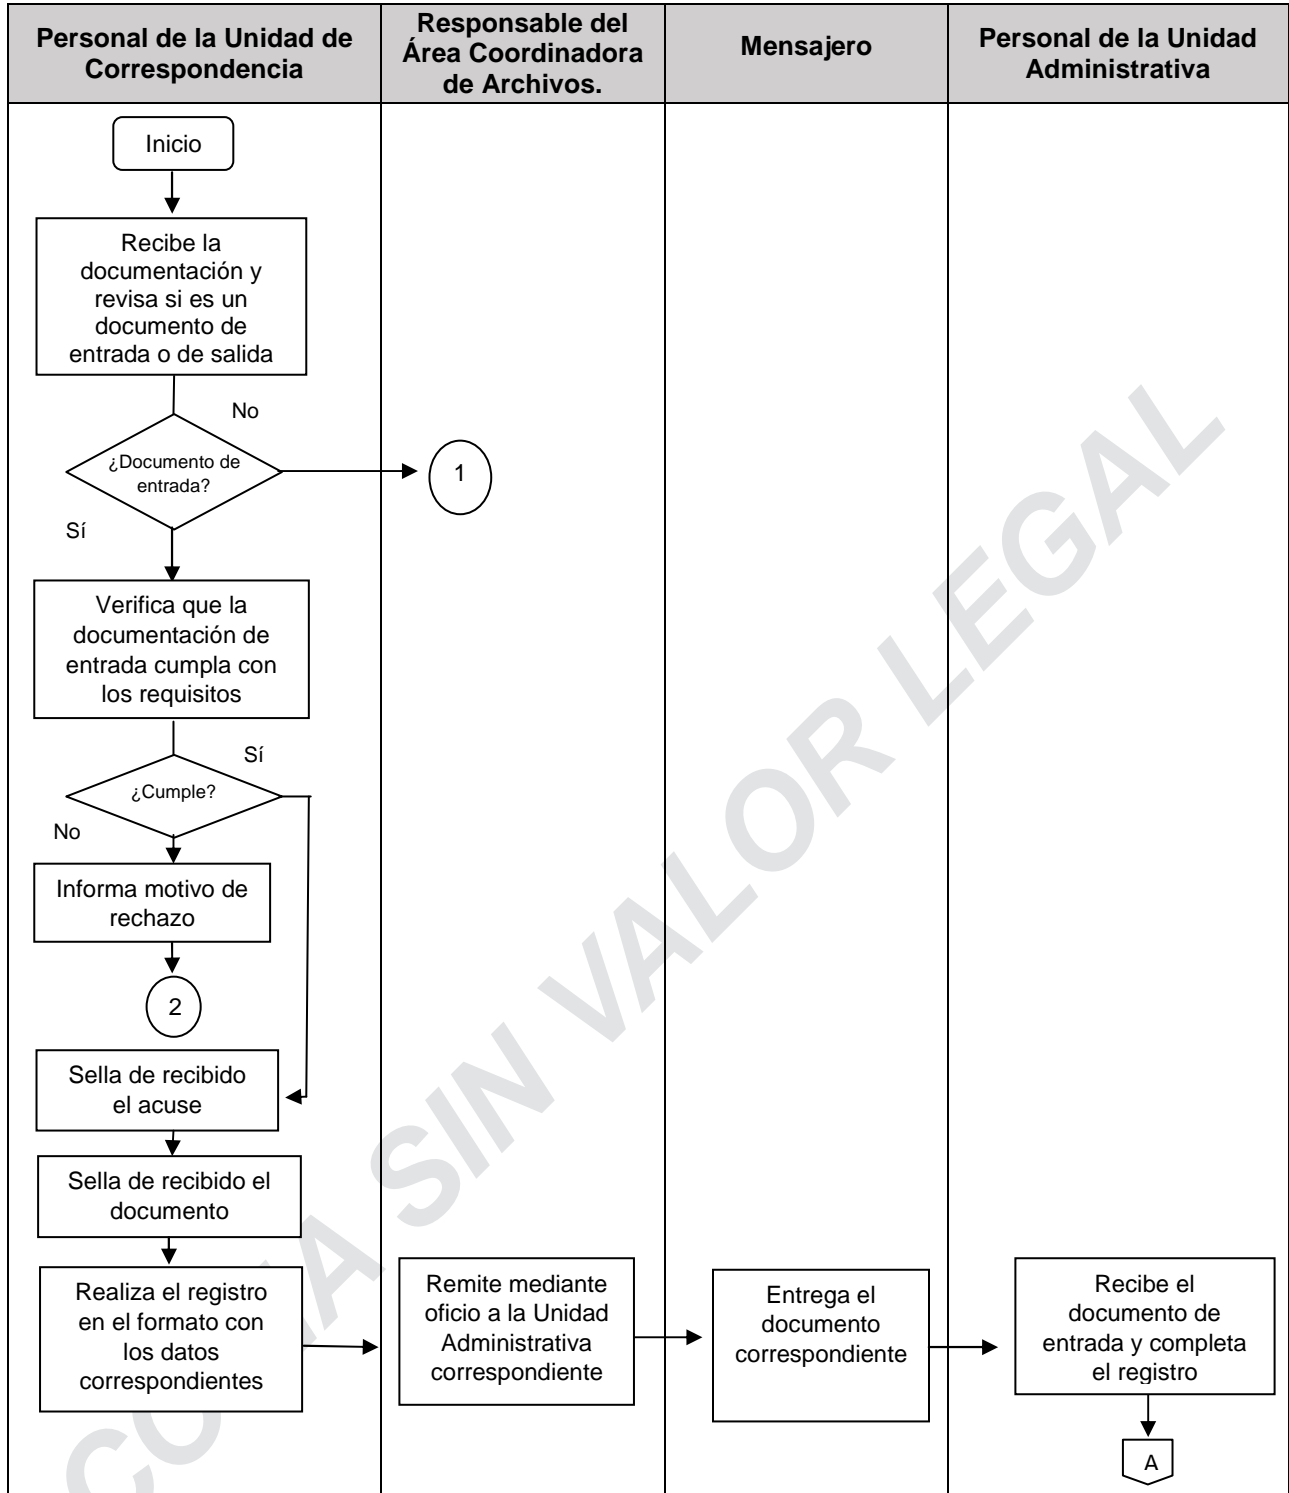 Personal de la Unidad de
Correspondencia
Responsable del
Área Coordinadora
de Archivos.
Mensajero
Personal de la Unidad
Administrativa
Inicio
Recibe la
documentación y
revisa si es un
documento de
entrada o de salida
No
¿Documento de
entrada?
1
Sí
Verifica que la
documentación de
entrada cumpla con
los requisitos
Sí
¿Cumple?
No
Informa motivo de
rechazo
2
Sella de recibido
el acuse
Sella de recibido el
documento
Realiza el registro
en el formato con
los datos
correspondientes
Remite mediante
oficio a la Unidad
Administrativa
correspondiente
Entrega el
documento
correspondiente
Recibe el
documento de
entrada y completa
el registro
A
COPIA SIN VALOR LEGAL